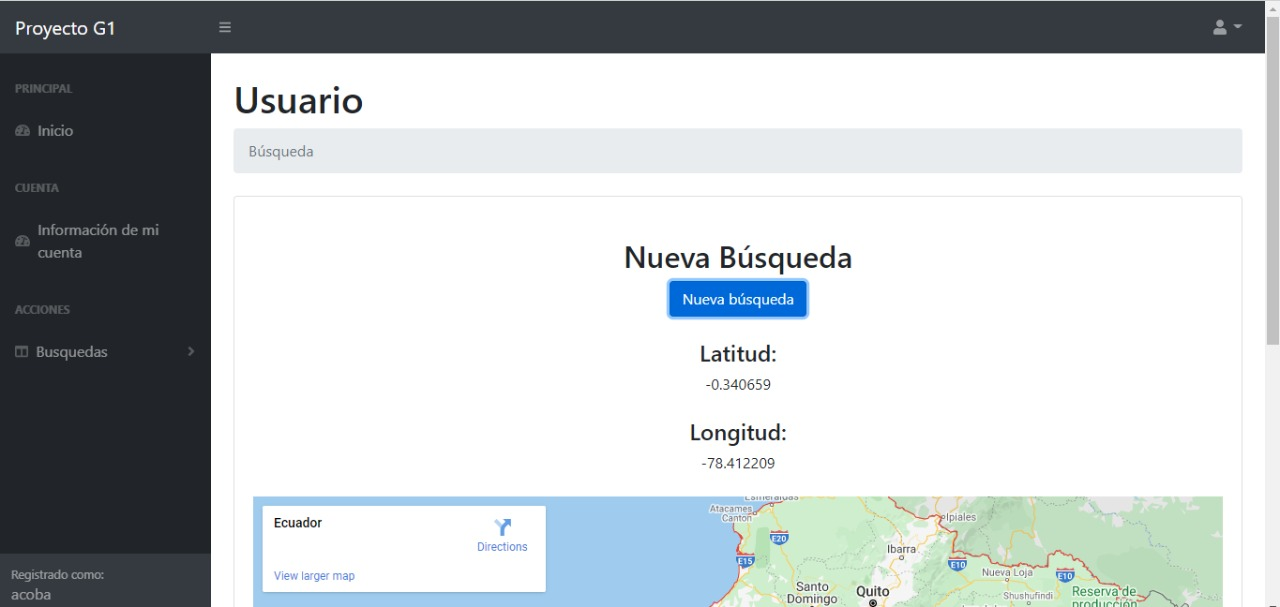 Proyecto G1
PRINCIPAL
Inicio
CUENTA
Información de mi
cuenta
ACCIONES
Busquedas
Registrado como:
acoba
Usuario
Búsqueda
Nueva Búsqueda
Nueva búsqueda
Latitud:
-0.340659
Longitud:
-78.412209
Ecuador
Directions
View larger map
Esmeraldas
Atacames
Canton
E20
E15
Ibarra
Ipiales
E10
Nueva Loja
E10
Santo
Domingo
Quito
Shushufindi
Reserva de
producción